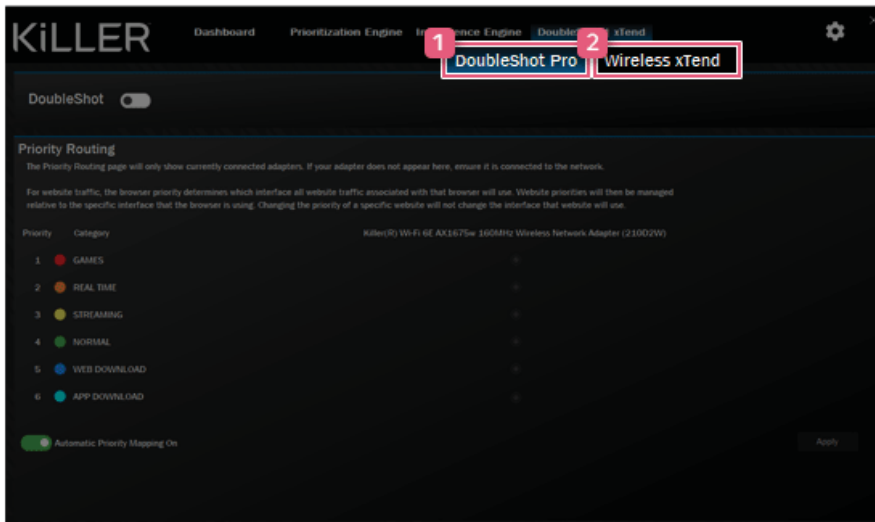 KiLLER
Dashboard Prioritization Engine Engine xTend
1 2
DoubleShot Pro Wireless xTend
DoubleShot
Priority Routing
The Priority Routing page will only show currently connected adapters. If your adapter does not appear here, ensure it is connected to the network.
For website traffic, the browser priority determines which interface all website traffic associated with that browser will use. Website priorities will then be managed
relative to the specific interface that the browser is using. Changing the priority of a specific website will not change the interface that website will use.
Priority Category Killer(R) Wi-Fi 6E AX1675w 160MHz Wireless Network Adapter (210D2W)
1 GAMES
2 REAL TIME
3 STREAMING
4 NORMAL
5 WEB DOWNLOAD
6 APP DOWNLOAD
Automatic Priority Mapping On Apply